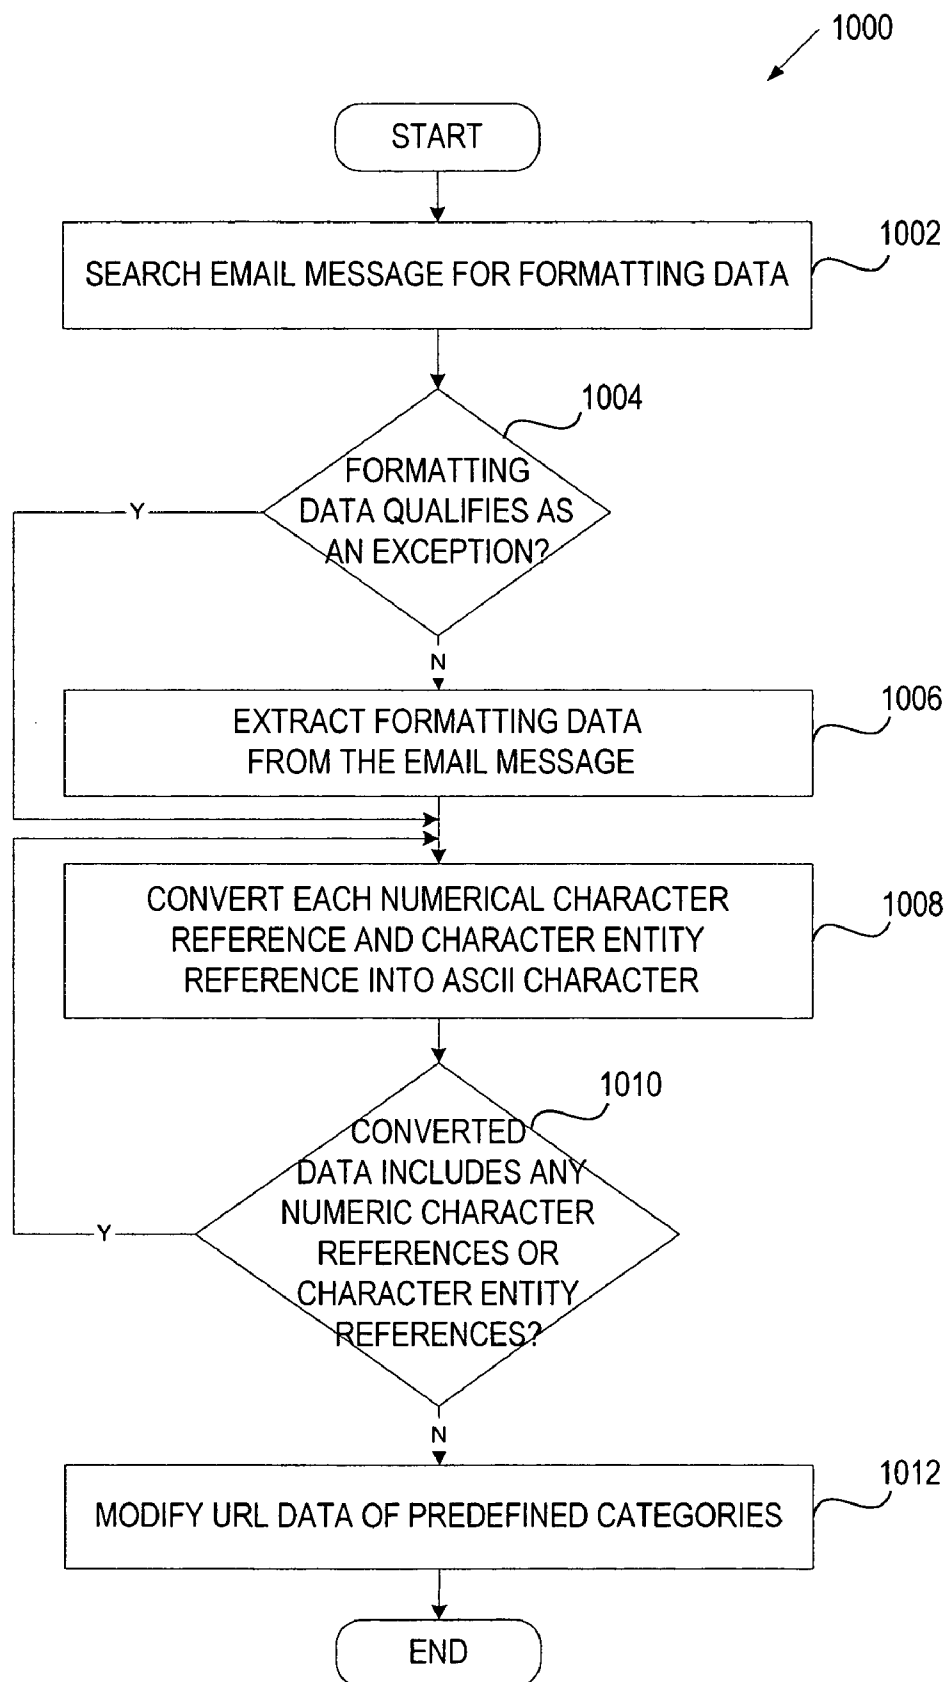 1000
START
1002
SEARCH EMAIL MESSAGE FOR FORMATTING DATA
1004
FORMATTING
DATA QUALIFIES AS
AN EXCEPTION?
Y
N
1006
EXTRACT FORMATTING DATA
FROM THE EMAIL MESSAGE
1008
CONVERT EACH NUMERICAL CHARACTER
REFERENCE AND CHARACTER ENTITY
REFERENCE INTO ASCII CHARACTER
1010
CONVERTED
DATA INCLUDES ANY
NUMERIC CHARACTER
REFERENCES OR
CHARACTER ENTITY
REFERENCES?
Y
N
1012
MODIFY URL DATA OF PREDEFINED CATEGORIES
END